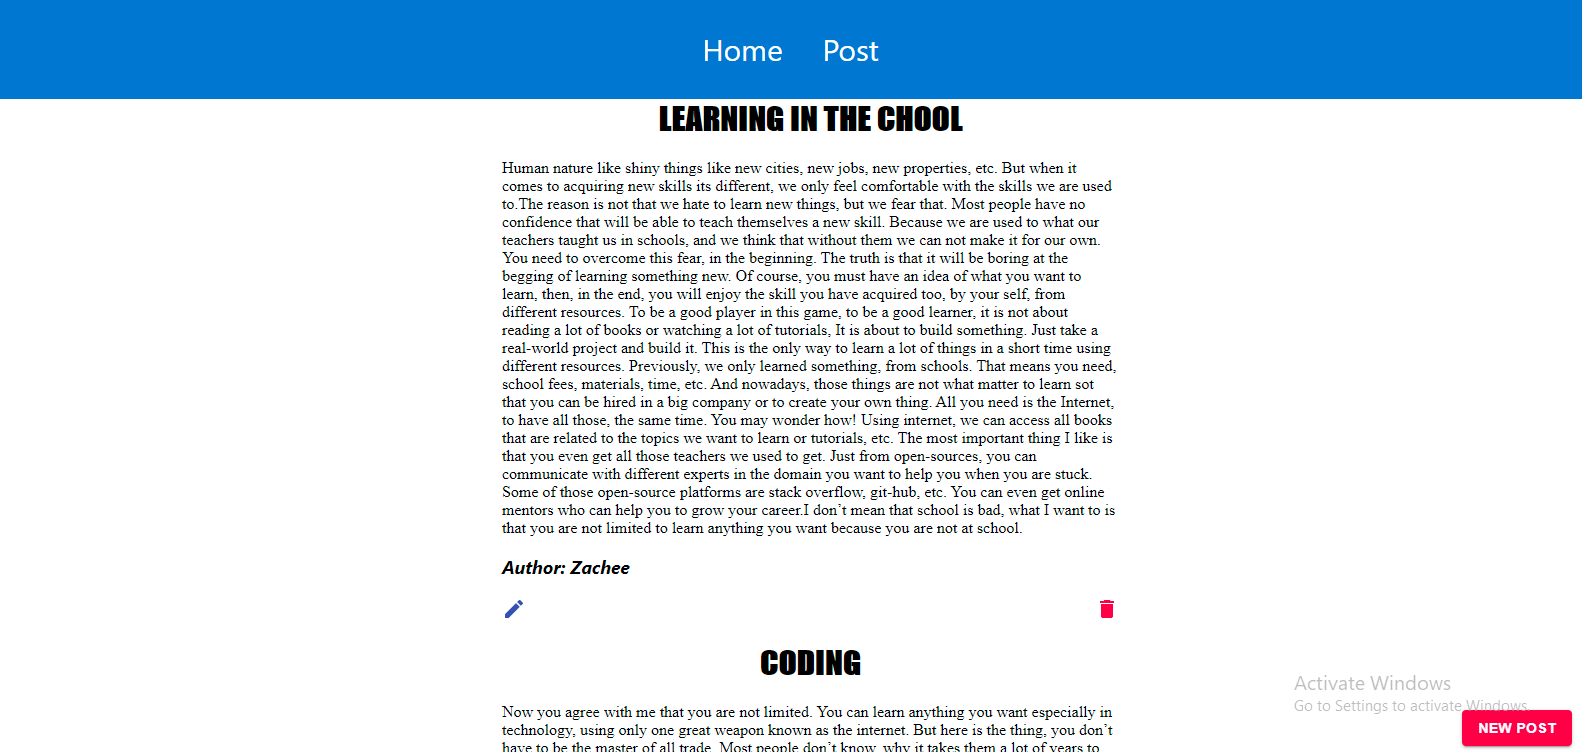 Home Post
LEARNING IN THE CHOOL
Human nature like shiny things like new cities, new jobs, new properties, etc. But when it
comes to acquiring new skills its different, we only feel comfortable with the skills we are used
to.The reason is not that we hate to learn new things, but we fear that. Most people have no
confidence that will be able to teach themselves a new skill. Because we are used to what our
teachers taught us in schools, and we think that without them we can not make it for our own.
You need to overcome this fear, in the beginning. The truth is that it will be boring at the
begging of learning something new. Of course, you must have an idea of what you want to
learn, then, in the end, you will enjoy the skill you have acquired too, by your self, from
different resources. To be a good player in this game, to be a good learner, it is not about
reading a lot of books or watching a lot of tutorials, It is about to build something. Just take a
real-world project and build it. This is the only way to learn a lot of things in a short time using
different resources. Previously, we only learned something, from schools. That means you need,
school fees, materials, time, etc. And nowadays, those things are not what matter to learn sot
that you can be hired in a big company or to create your own thing. All you need is the Internet,
to have all those, the same time. You may wonder how! Using internet, we can access all books
that are related to the topics we want to learn or tutorials, etc. The most important thing I like is
that you even get all those teachers we used to get. Just from open-sources, you can
communicate with different experts in the domain you want to help you when you are stuck.
Some of those open-source platforms are stack overflow, git-hub, etc. You can even get online
mentors who can help you to grow your career.I don’t mean that school is bad, what I want to is
that you are not limited to learn anything you want because you are not at school.
Author: Zachee
CODING
Now you agree with me that you are not limited. You can learn anything you want especially in
technology, using only one great weapon known as the internet. But here is the thing, you don’t
have to be the master of all trade. Most people don’t know, why it takes them a lot of years to
Activate Windows
Go to Settings to activate Windows.
NEW POST